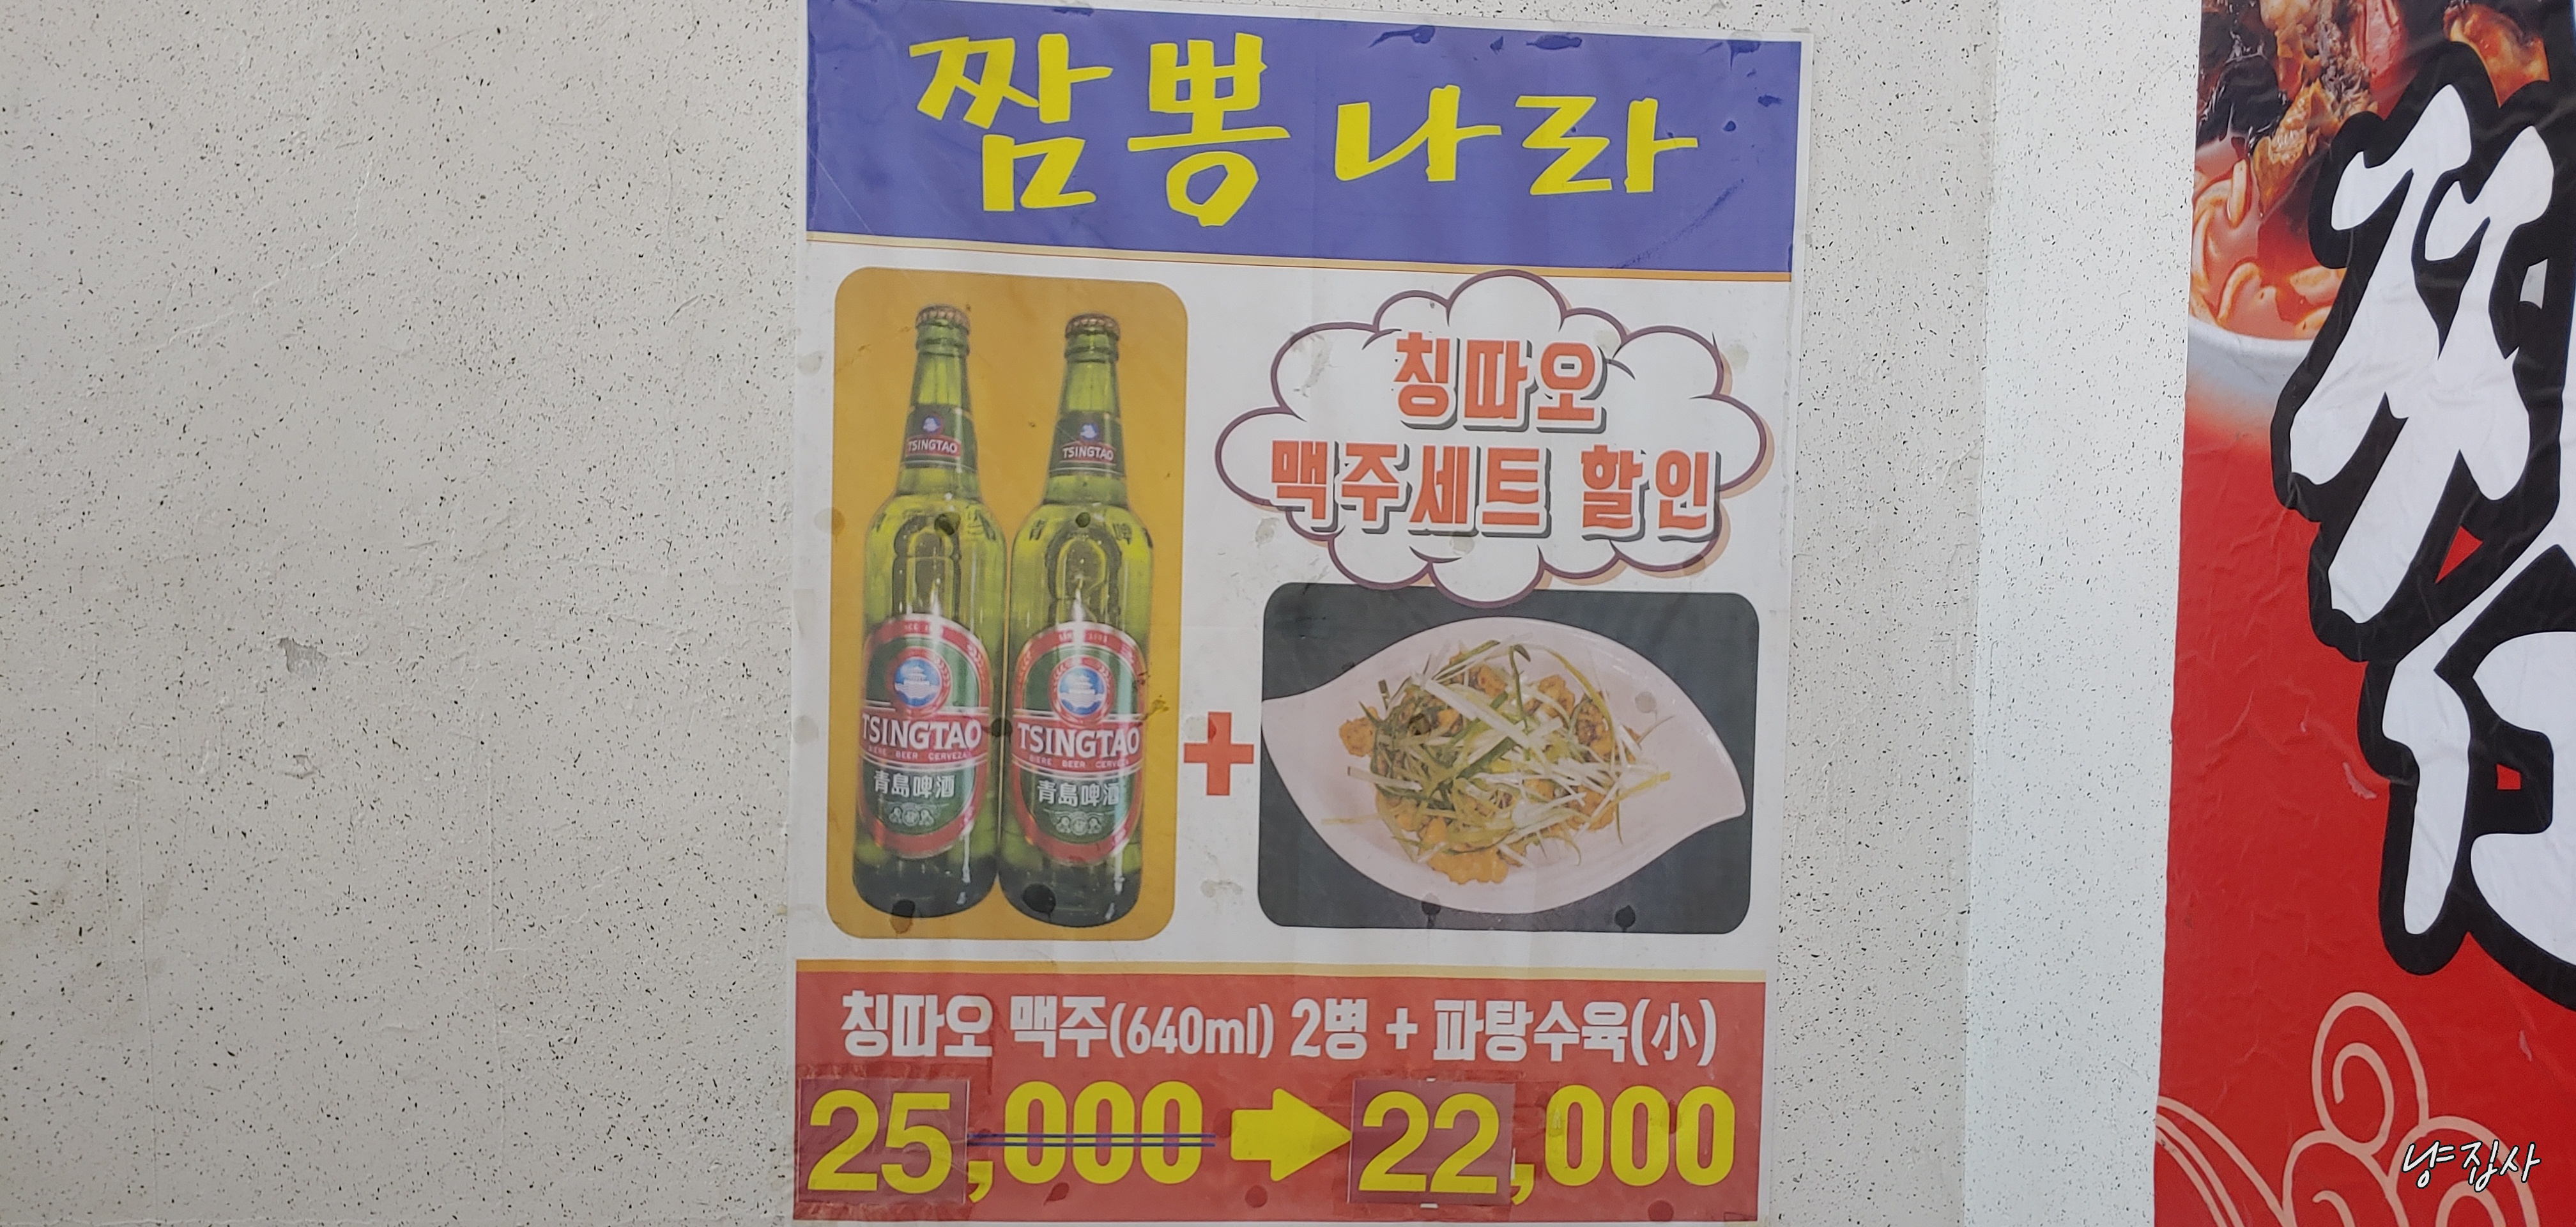 짬뽕나라
칭따오
맥주세트 할인
TSINGTAO
TSINGTAO
TSINGTAO
BIERE BEER CERVEZA
青島啤酒
TSINGTAO
BIERE BEER CERVEZA
青島啤酒
+
칭따오 맥주(640ml) 2병 + 파탕수육(小)
25,000 ➡ 22,000
냥집사